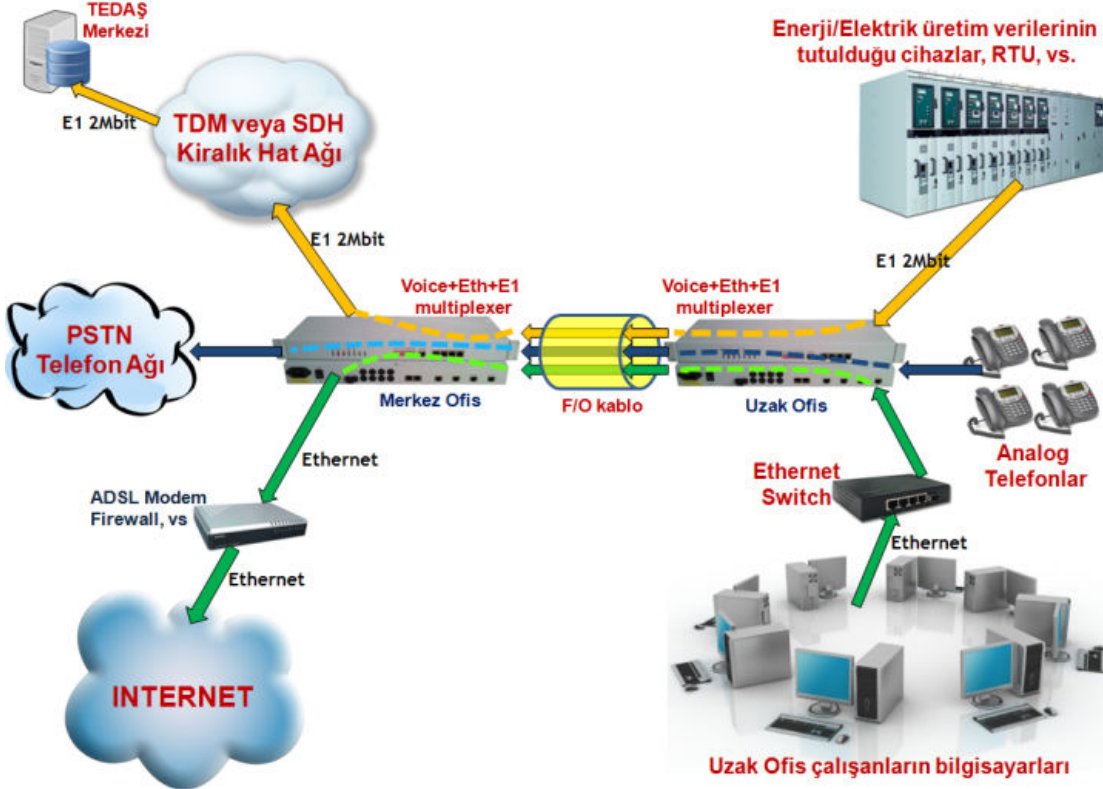 TEDAŞ
Merkezi
E1 2Mbit
TDM veya SDH
Kiralık Hat Ağı
E1 2Mbit
Enerji/Elektrik üretim verilerinin
tutulduğu cihazlar, RTU, vs.
E1 2Mbit
Voice+Eth+E1
multiplexer
Voice+Eth+E1
multiplexer
PSTN
Telefon Ağı
Merkez Ofis
F/O kablo
Uzak Ofis
Analog
Telefonlar
Ethernet
Ethernet
Switch
ADSL Modem
Firewall, vs
Ethernet
Ethernet
INTERNET
Uzak Ofis çalışanların bilgisayarları